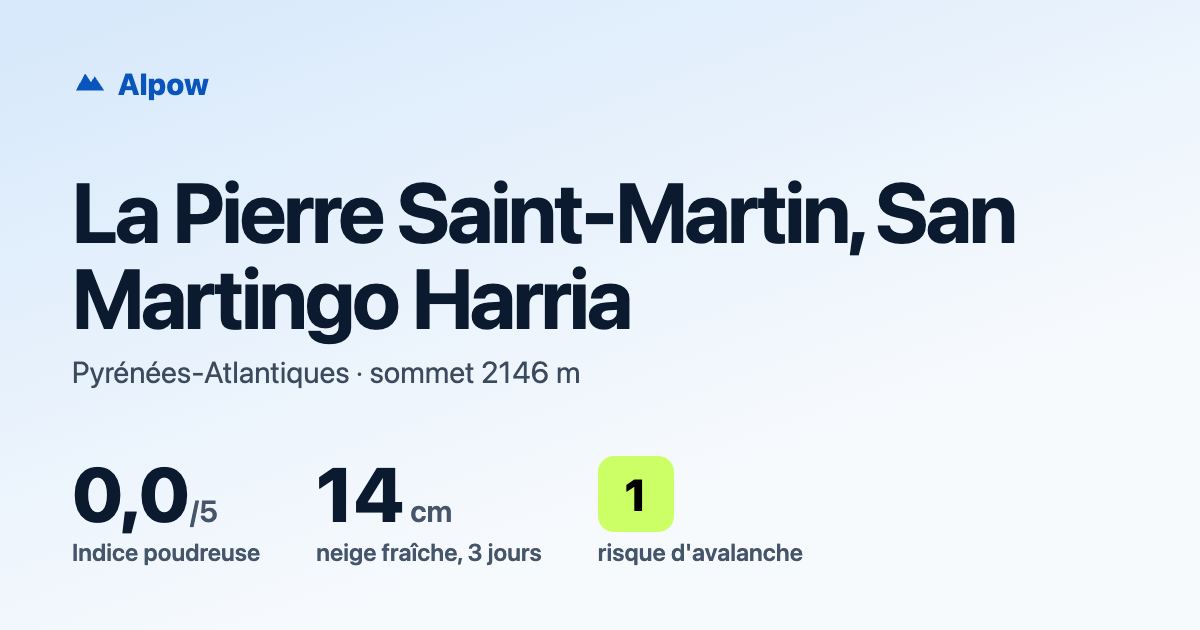 Alpow
La Pierre Saint-Martin, San
Martingo Harria
Pyrénées-Atlantiques · sommet 2146 m
0,0/5
Indice poudreuse
14 cm
neige fraîche, 3 jours
1
risque d'avalanche